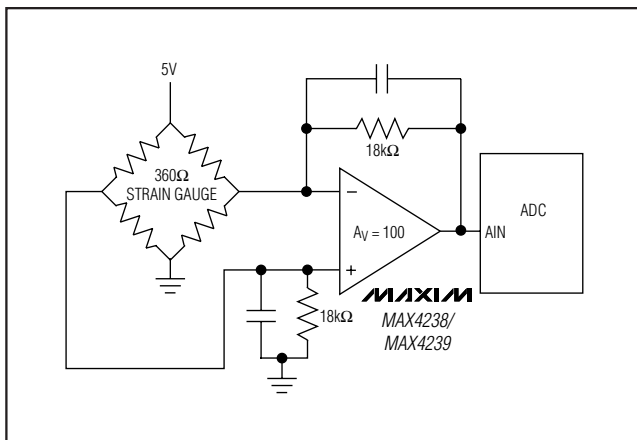 5V
360Ω
STRAIN GAUGE
18kΩ
−
AV = 100
+
AIN
ADC
18kΩ
MAXIM
MAX4238/
MAX4239